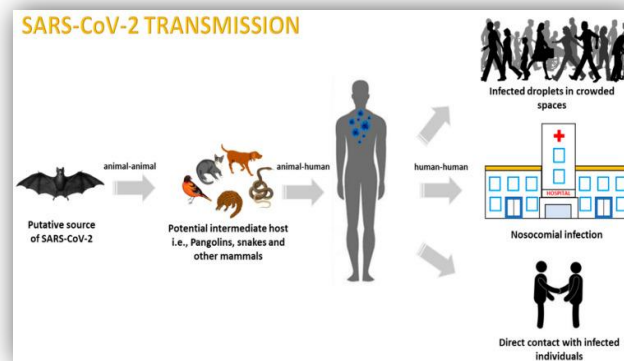 SARS-CoV-2 TRANSMISSION
animal-animal
animal-human
human-human
Putative source
of SARS-CoV-2
Potential intermediate host
i.e., Pangolins, snakes and
other mammals
Infected droplets in crowded
spaces
HOSPITAL
Nosocomial infection
Direct contact with infected
individuals